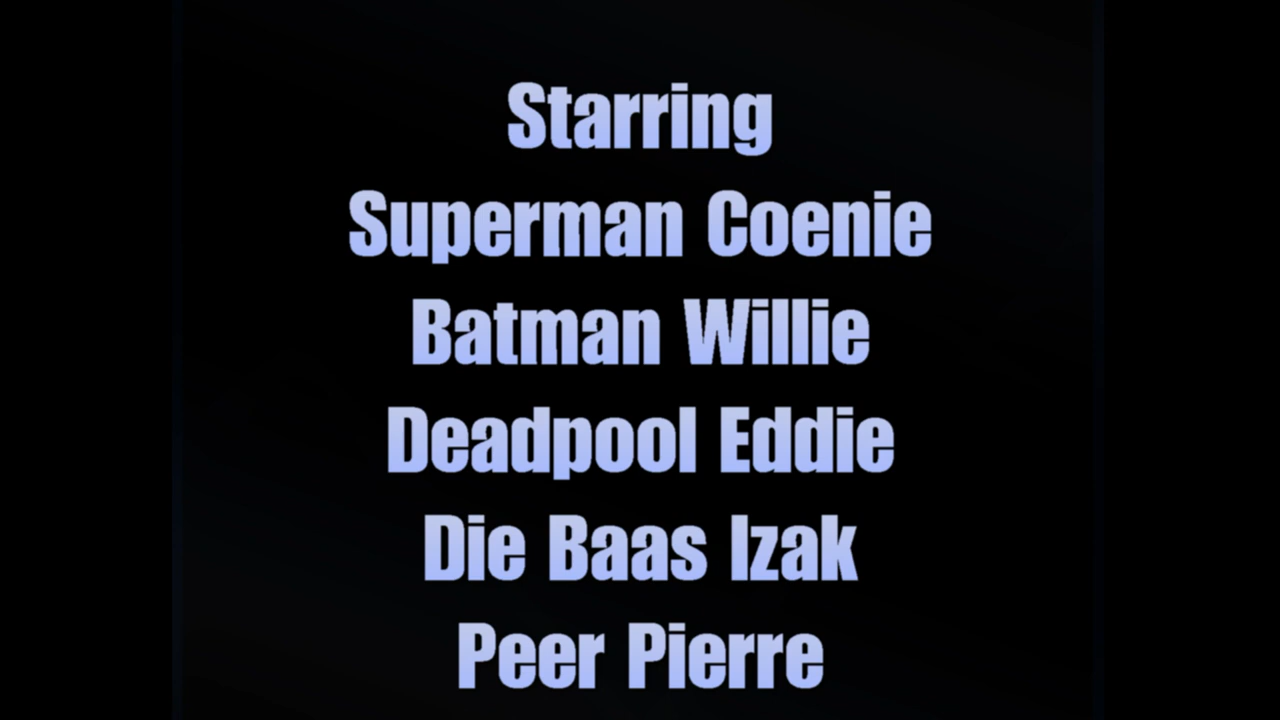 Starring
Superman Coenie
Batman Willie
Deadpool Eddie
Die Baas Izak
Peer Pierre